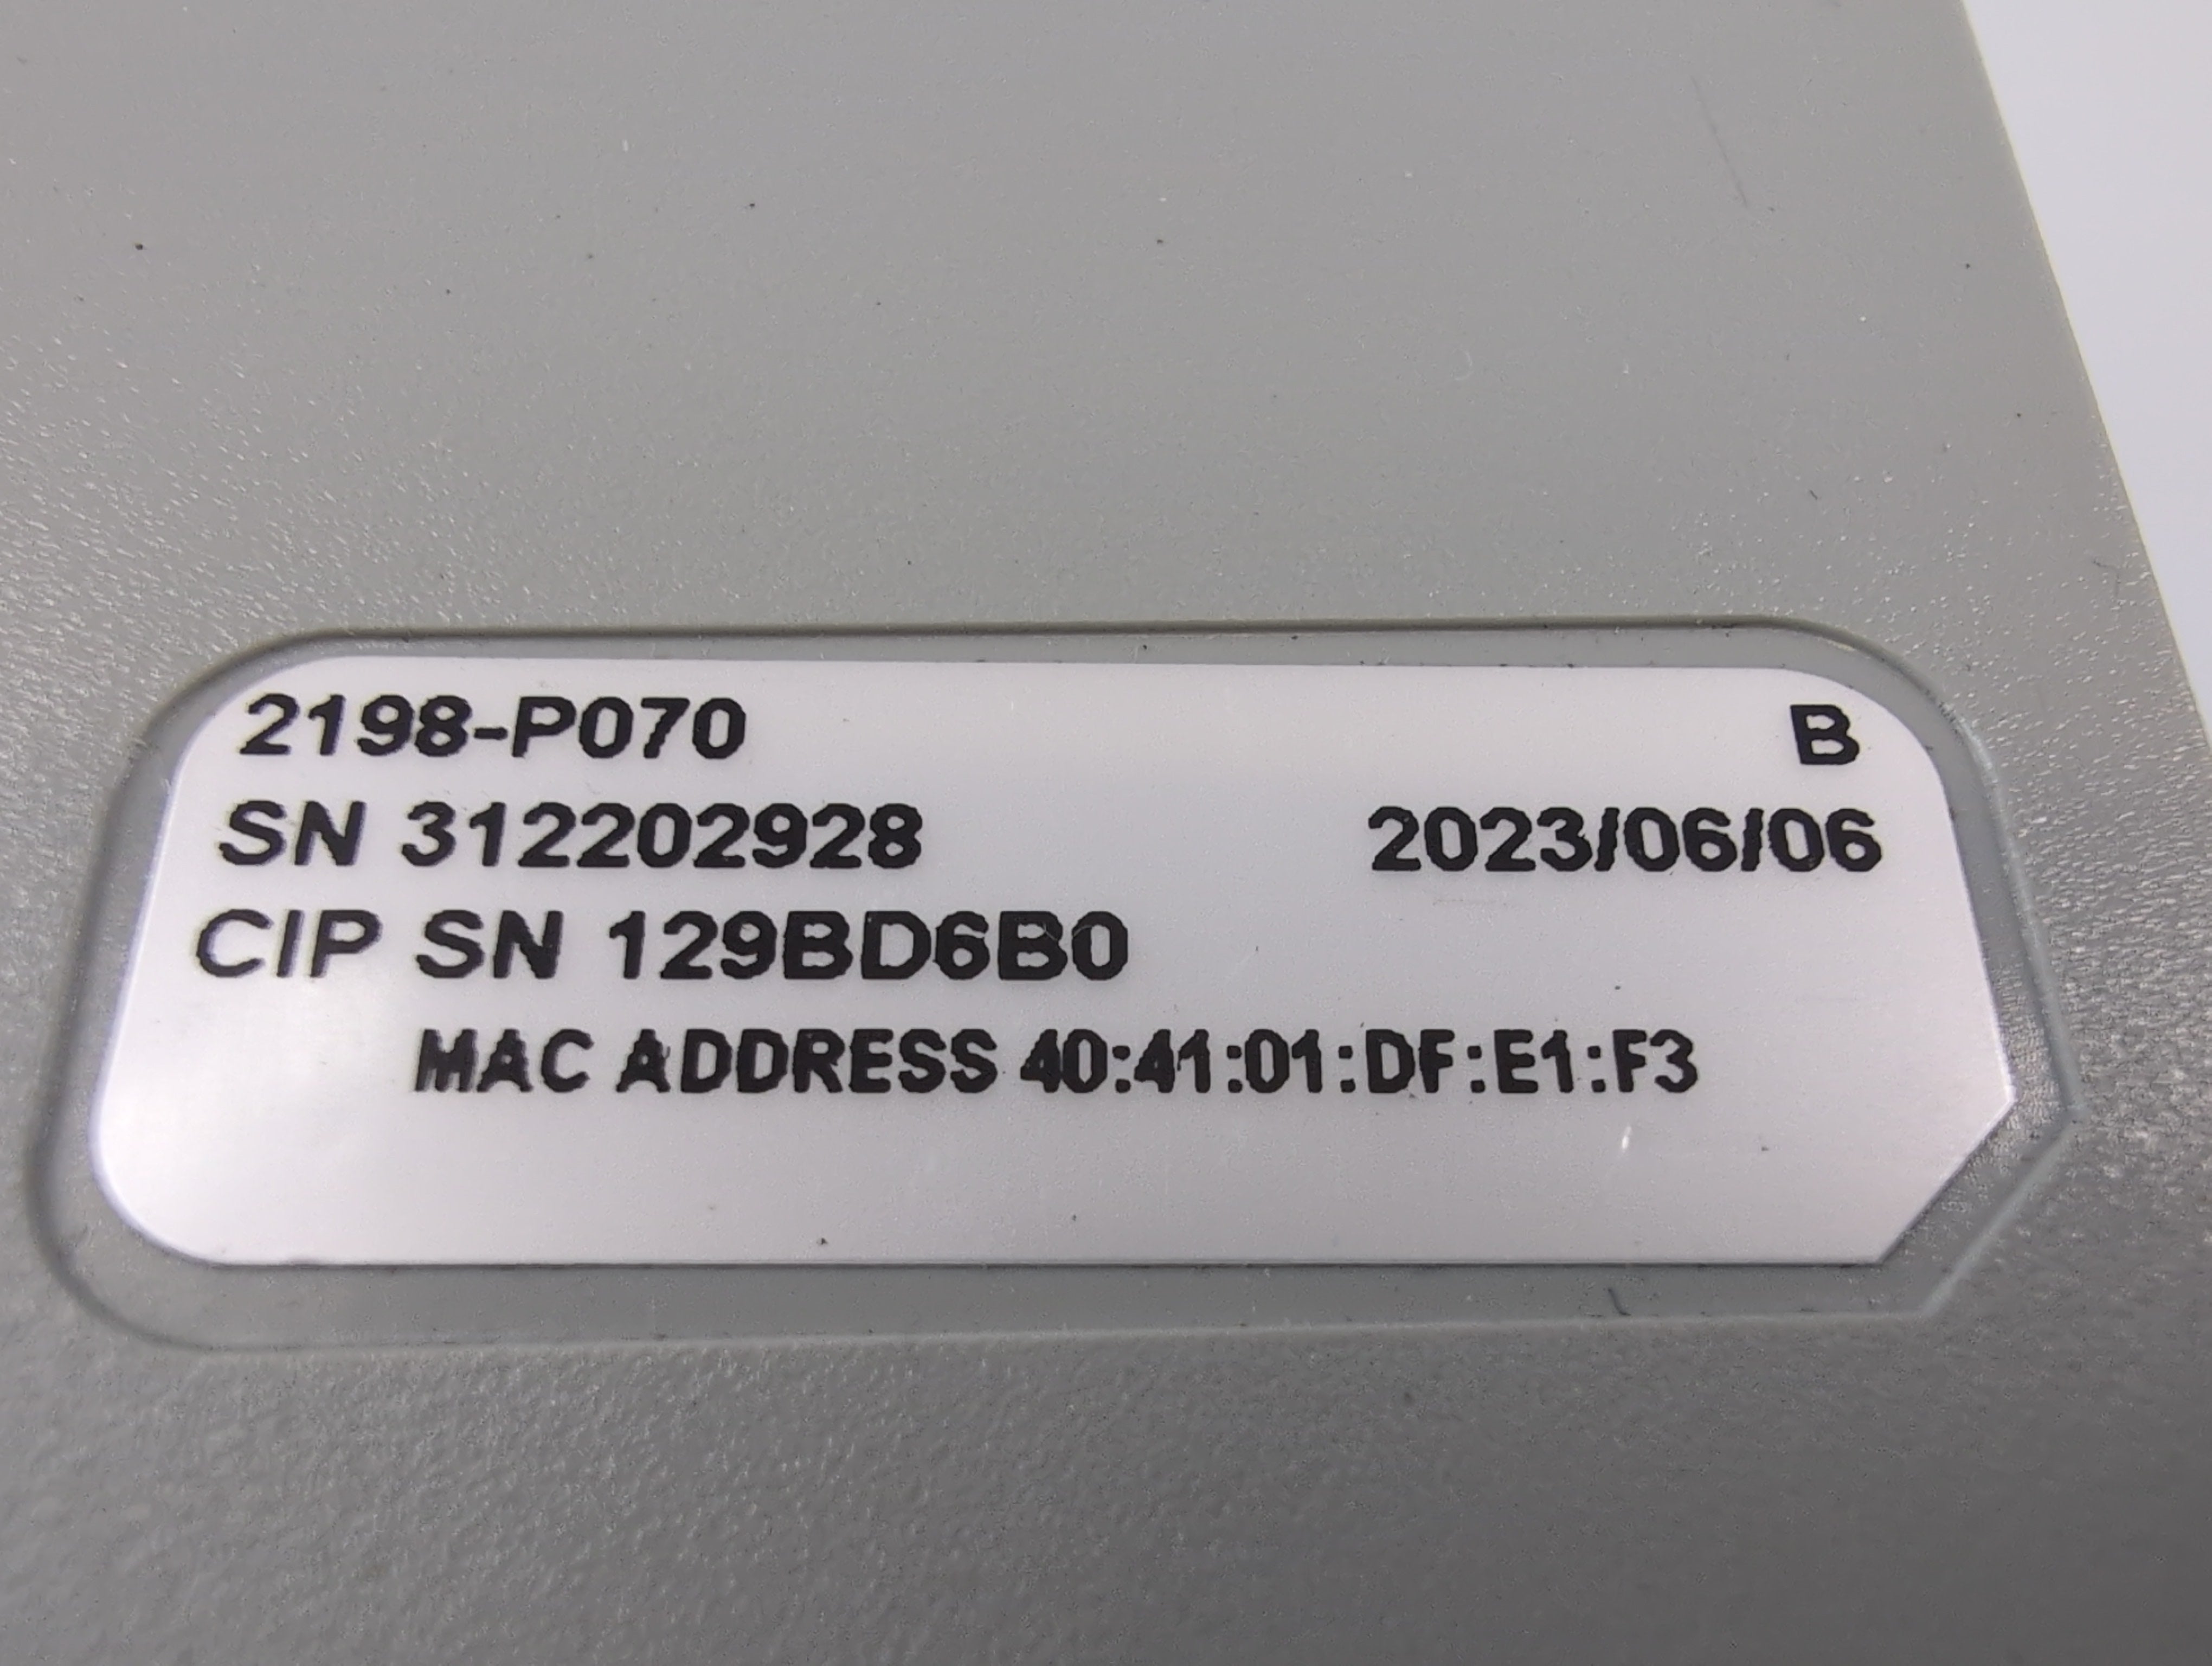 2198-P070 B
SN 312202928 2023/06/06
CIP SN 129BD6B0
MAC ADDRESS 40:41:01:DF:E1:F3